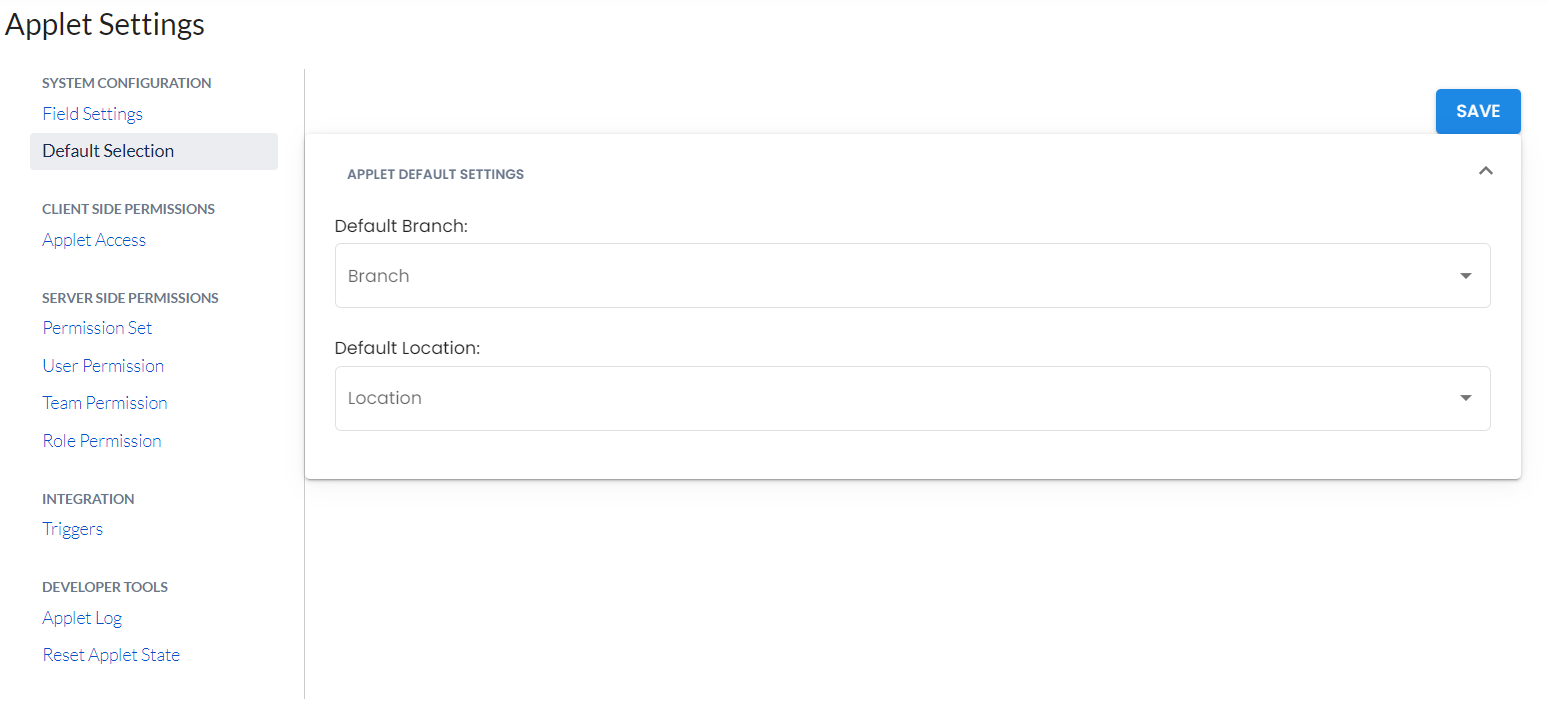 Applet Settings
SYSTEM CONFIGURATION
Field Settings
Default Selection
CLIENT SIDE PERMISSIONS
Applet Access
SERVER SIDE PERMISSIONS
Permission Set
User Permission
Team Permission
Role Permission
INTEGRATION
Triggers
DEVELOPER TOOLS
Applet Log
Reset Applet State
SAVE
APPLET DEFAULT SETTINGS
Default Branch:
Branch
Default Location:
Location